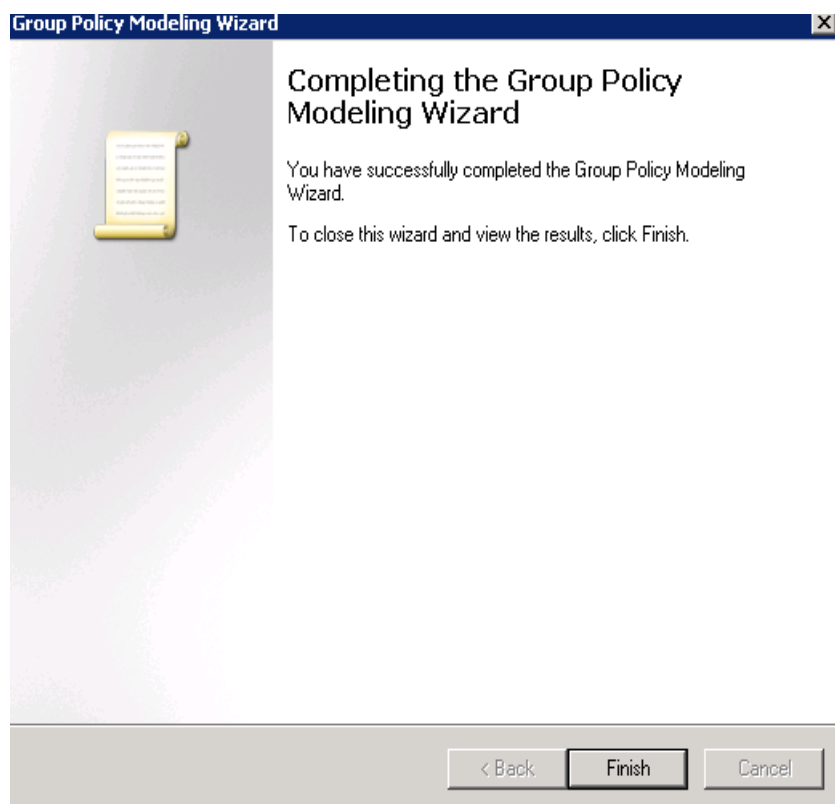 Group Policy Modeling Wizard
Completing the Group Policy
Modeling Wizard
You have successfully completed the Group Policy Modeling
Wizard.
To close this wizard and view the results, click Finish.
< Back
Finish
Cancel